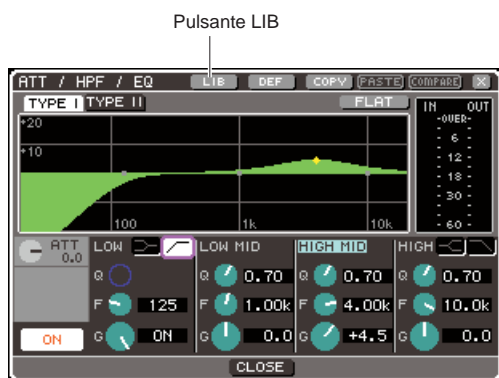 Pulsante LIB
ATT / HPF / EQ LIB DEF COPY PASTE COMPARE X
TYPE I TYPE II FLAT IN OUT
-OVER-
+20
+10
6
12
18
30
60
100 1k 10k
ATT 0.0 LOW LOW MID HIGH MID HIGH
Q Q 0.70 Q 0.70 Q 0.70
F 125 F 1.00k F 4.00k F 10.0k
ON G ON G 0.0 G +4.5 G 0.0
CLOSE